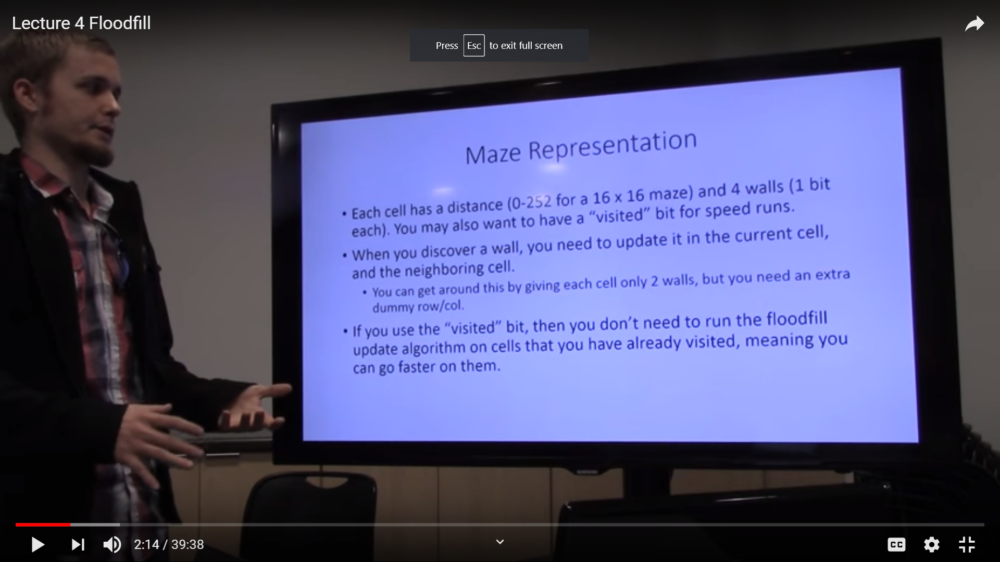 Lecture 4 Floodfill
Press Esc to exit full screen
Maze Representation
• Each cell has a distance (0-252 for a 16 x 16 maze) and 4 walls (1 bit
each). You may also want to have a “visited” bit for speed runs.
• When you discover a wall, you need to update it in the current cell,
and the neighboring cell.
• You can get around this by giving each cell only 2 walls, but you need an extra
dummy row/col.
• If you use the “visited” bit, then you don’t need to run the floodfill
update algorithm on cells that you have already visited, meaning you
can go faster on them.
SAMSUNG
2:14 / 39:38
CC